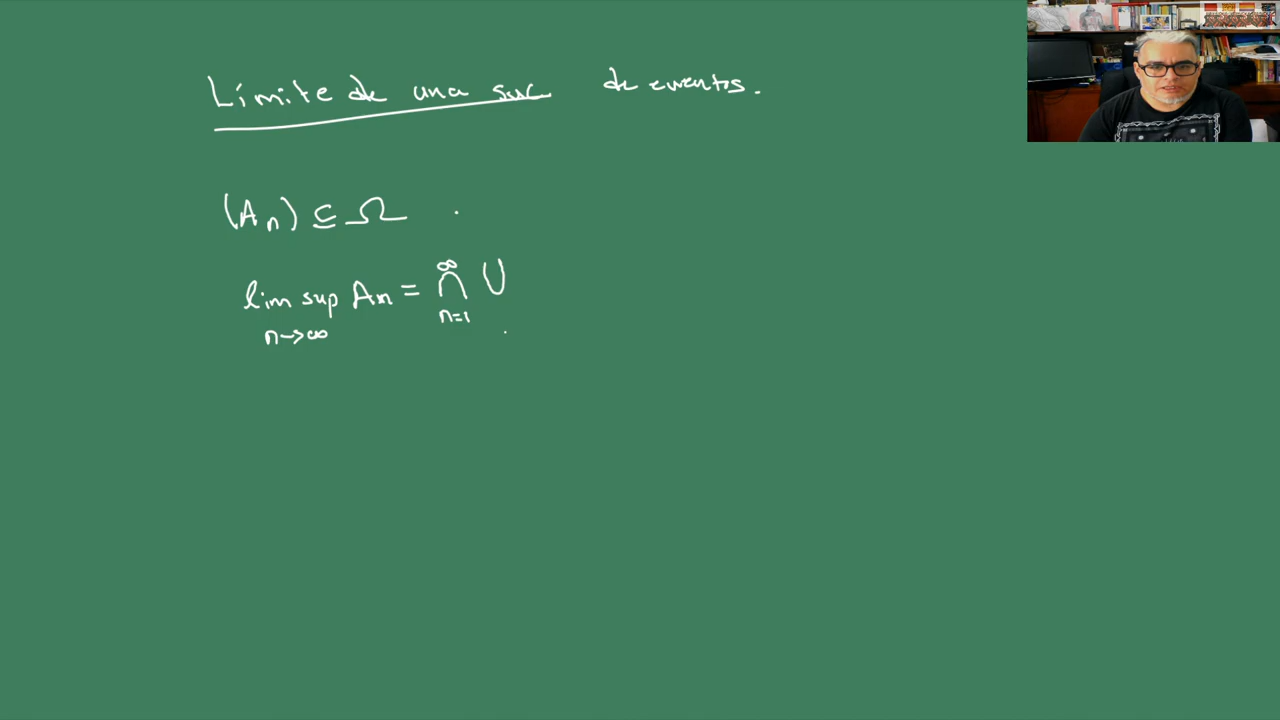 Límite de una suc de eventos.
(Aₙ) ⊆ Ω
lim sup Aₙ = ∩ ∪
n→∞ ∞ n=1